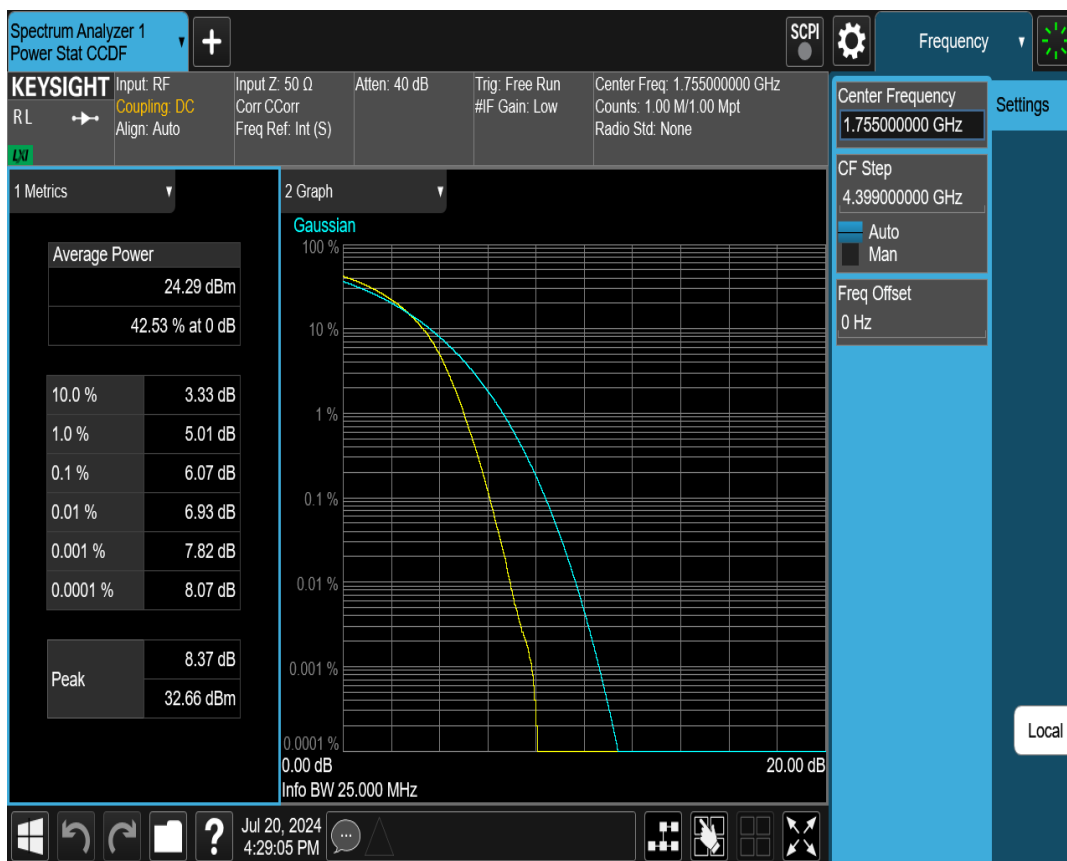 Spectrum Analyzer 1
Power Stat CCDF
SCPI
Frequency
KEYSIGHT
RL
LXI
Input: RF
Coupling: DC
Align: Auto
Input Z: 50 Ω
Corr CCorr
Freq Ref: Int (S)
Atten: 40 dB
Trig: Free Run
#IF Gain: Low
Center Freq: 1.755000000 GHz
Counts: 1.00 M/1.00 Mpt
Radio Std: None
Center Frequency
1.755000000 GHz
Settings
CF Step
4.399000000 GHz
Auto
Man
Freq Offset
0 Hz
1 Metrics
Average Power
24.29 dBm
42.53 % at 0 dB
10.0 % 3.33 dB
1.0 % 5.01 dB
0.1 % 6.07 dB
0.01 % 6.93 dB
0.001 % 7.82 dB
0.0001 % 8.07 dB
Peak
8.37 dB
32.66 dBm
2 Graph
Gaussian
100 %
10 %
1 %
0.1 %
0.01 %
0.001 %
0.0001 %
0.00 dB 20.00 dB
Info BW 25.000 MHz
Local
?
Jul 20, 2024
4:29:05 PM